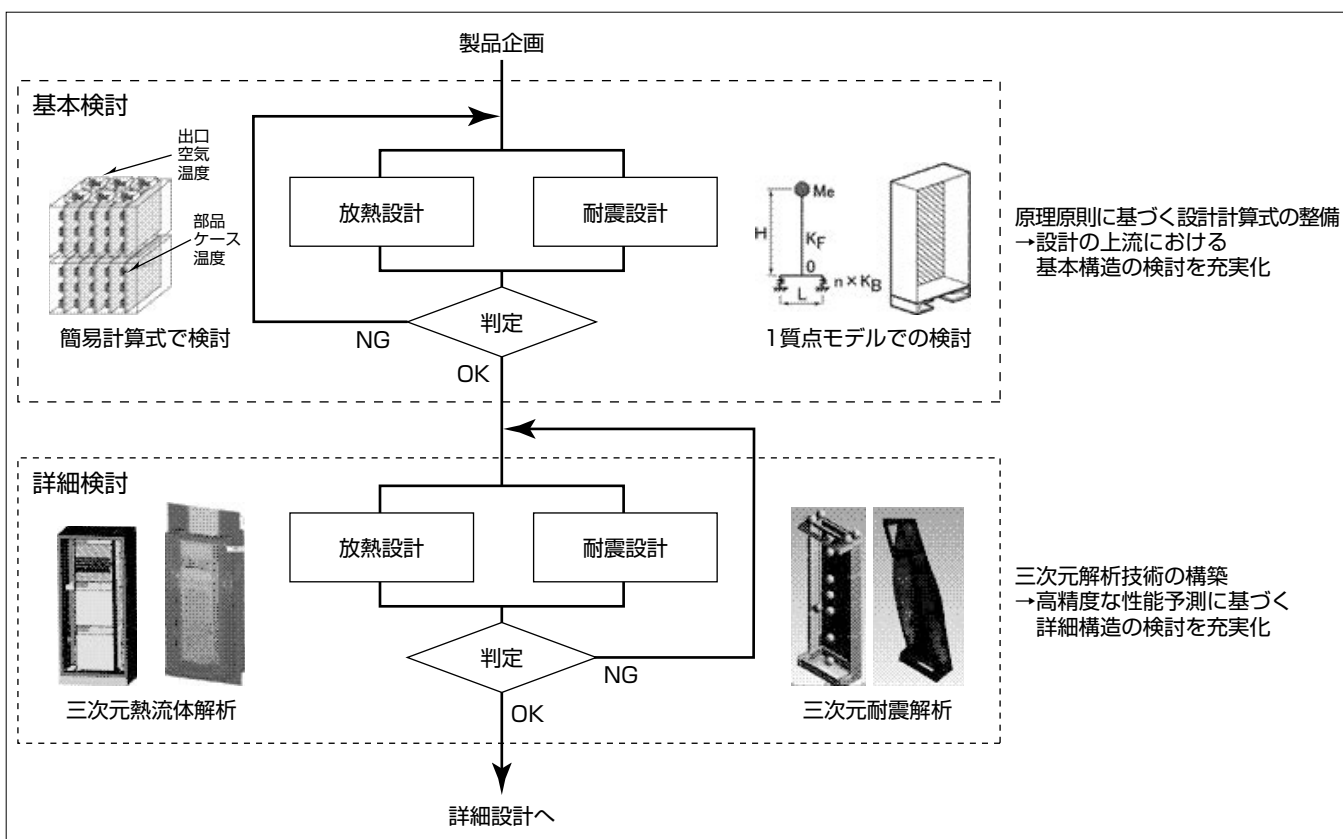 製品企画
基本検討
出口
空気
温度
部品
ケース
温度
簡易計算式で検討
放熱設計
耐震設計
判定
NG
OK
Me
H
KF
0
n×KB
L
1質点モデルでの検討
原理原則に基づく設計計算式の整備
→設計の上流における
基本構造の検討を充実化
詳細検討
三次元熱流体解析
放熱設計
耐震設計
判定
NG
OK
三次元耐震解析
三次元解析技術の構築
→高精度な性能予測に基づく
詳細構造の検討を充実化
詳細設計へ